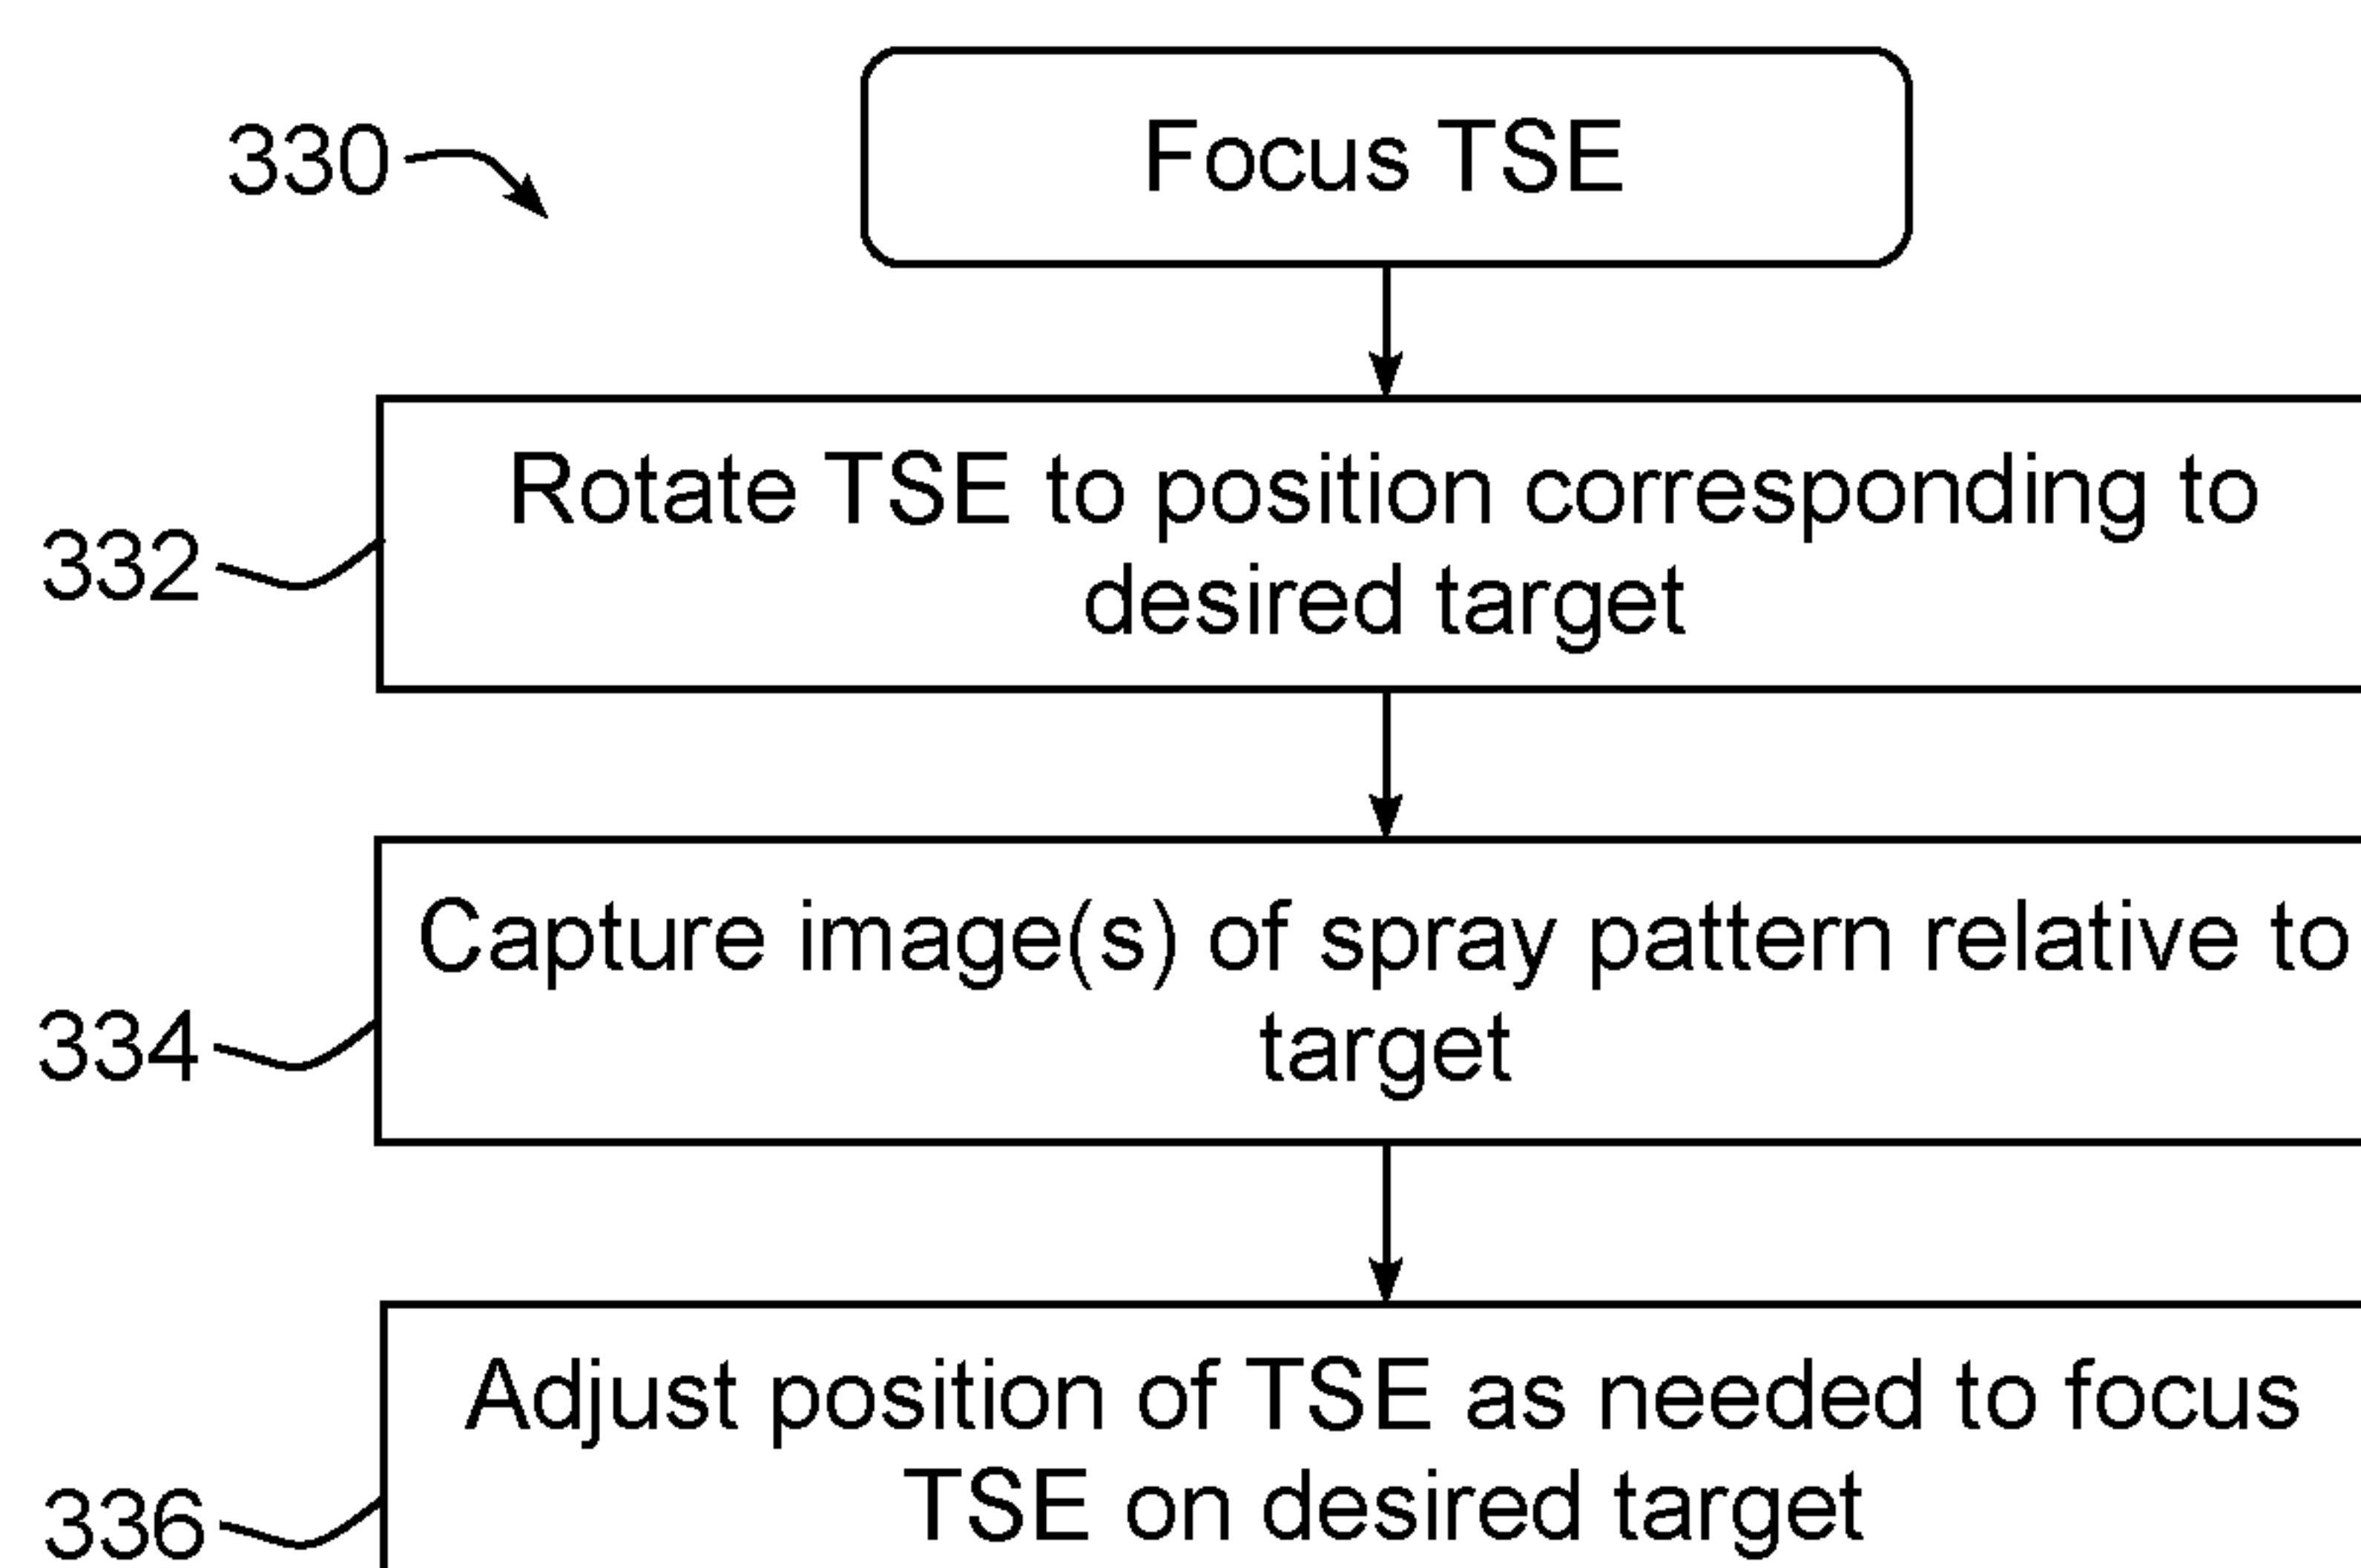 330
Focus TSE
Rotate TSE to position corresponding to
desired target
332
Capture image(s) of spray pattern relative to
target
334
Adjust position of TSE as needed to focus
TSE on desired target
336